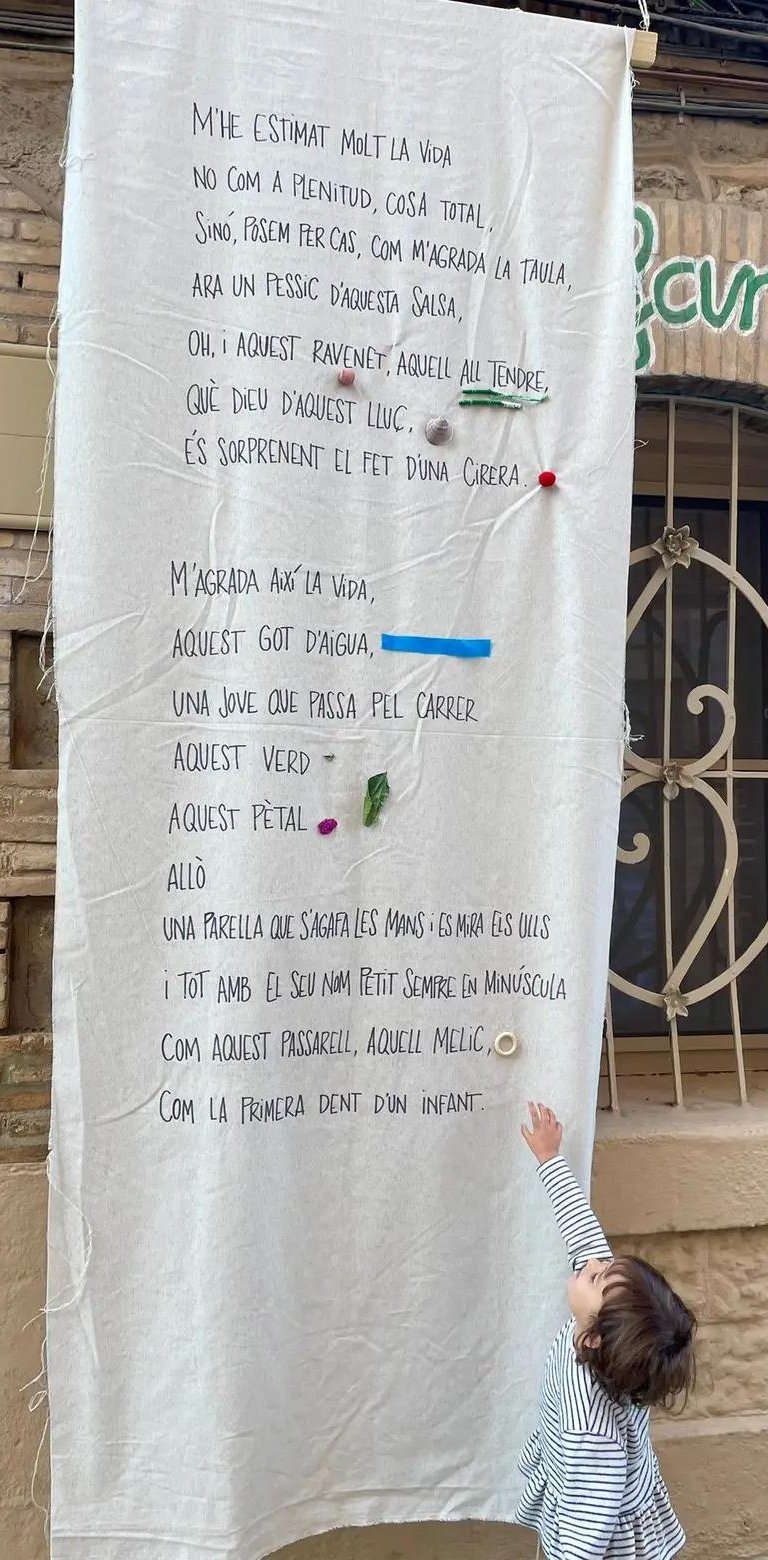 M'HE ESTIMAT MOLT LA VIDA
NO COM A PLENITUD, COSA TOTAL,
SINÓ, POSEM PER CAS, COM M'AGRADA LA TAULA,
ARA UN PESSIC D'AQUESTA SALSA,
OH, I AQUEST RAVENET, AQUELL ALL TENDRE,
QUÈ DIEU D'AQUEST LLUÇ,
ÉS SORPRENENT EL FET D'UNA CIRERA.
M'AGRADA AIXÍ LA VIDA,
AQUEST GOT D'AIGUA,
UNA JOVE QUE PASSA PEL CARRER
AQUEST VERD
AQUEST PÈTAL
ALLÒ
UNA PARELLA QUE S'AGAFA LES MANS I ES MIRA ELS ULLS
I TOT AMB EL SEU NOM PETIT SEMPRE EN MINÚSCULA
COM AQUEST PASSARELL, AQUELL MELIC,
COM LA PRIMERA DENT D'UN INFANT.